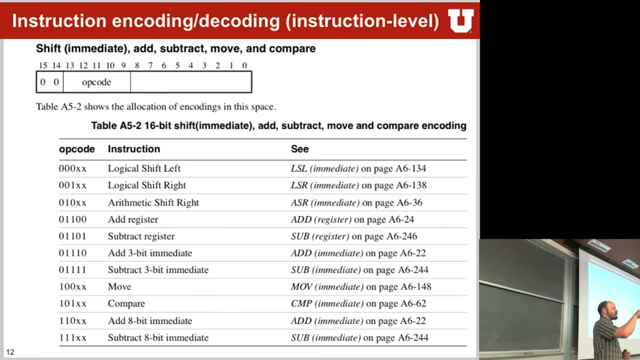 Instruction encoding/decoding (instruction-level)
U
Shift (immediate), add, subtract, move, and compare
15 14 13 12 11 10 9 8 7 6 5 4 3 2 1 0
0 0 opcode
Table A5-2 shows the allocation of encodings in this space.
Table A5-2 16-bit shift(immediate), add, subtract, move and compare encoding
opcode Instruction See
000xx Logical Shift Left LSL (immediate) on page A6-134
001xx Logical Shift Right LSR (immediate) on page A6-138
010xx Arithmetic Shift Right ASR (immediate) on page A6-36
01100 Add register ADD (register) on page A6-24
01101 Subtract register SUB (register) on page A6-246
01110 Add 3-bit immediate ADD (immediate) on page A6-22
01111 Subtract 3-bit immediate SUB (immediate) on page A6-244
100xx Move MOV (immediate) on page A6-148
101xx Compare CMP (immediate) on page A6-62
110xx Add 8-bit immediate ADD (immediate) on page A6-22
111xx Subtract 8-bit immediate SUB (immediate) on page A6-244
12